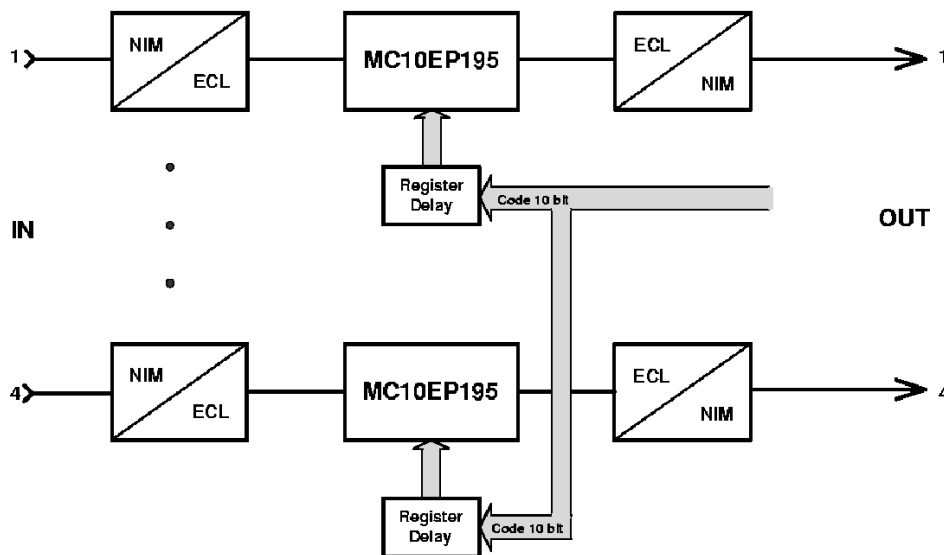 1
NIM
ECL
MC10EP195
ECL
NIM
1
Register
Delay
Code 10 bit
IN
OUT
4
NIM
ECL
MC10EP195
ECL
NIM
4
Register
Delay
Code 10 bit